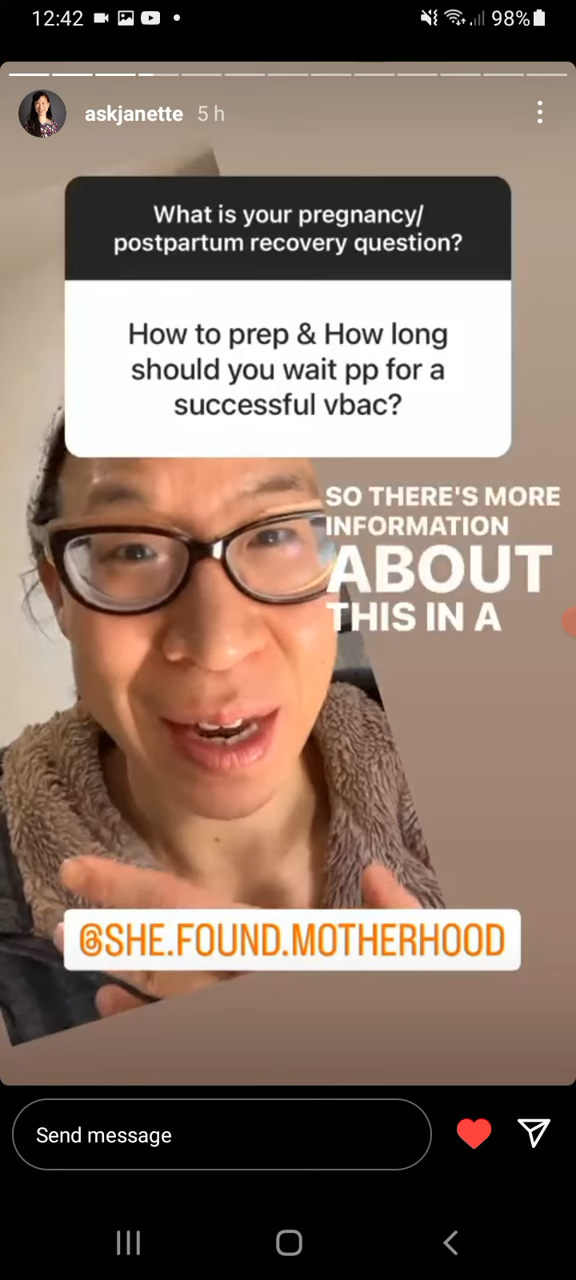 12:42
98%
askjanette 5 h
What is your pregnancy/
postpartum recovery question?
How to prep & How long
should you wait pp for a
successful vbac?
SO THERE'S MORE
INFORMATION
ABOUT
THIS IN A
@SHE.FOUND.MOTHERHOOD
Send message